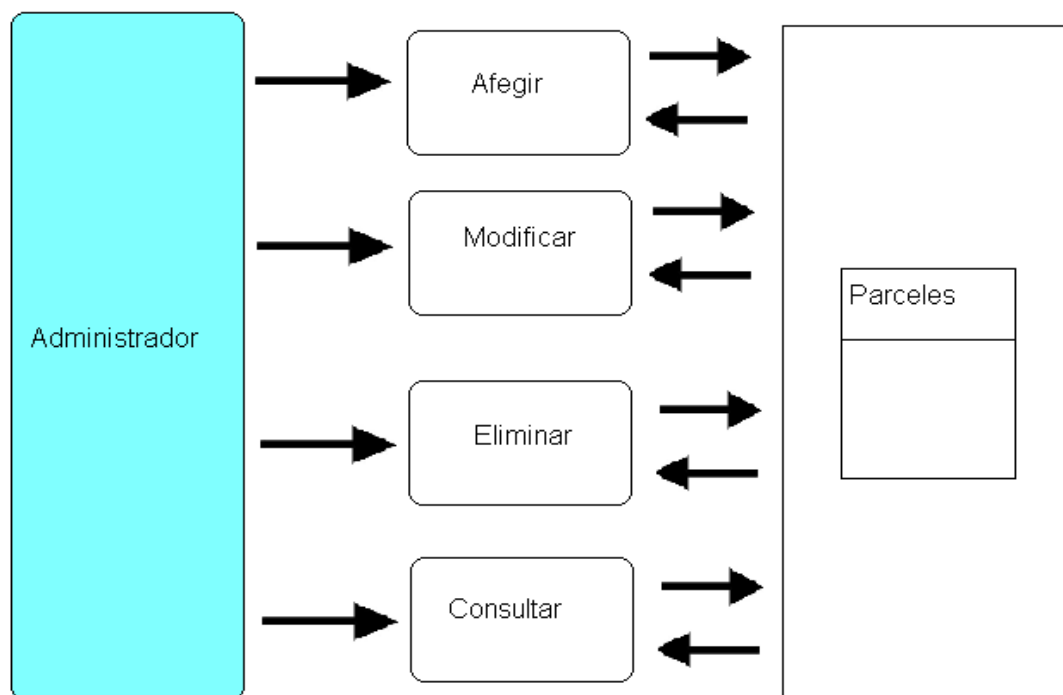 Administrador
Afegir
Modificar
Eliminar
Consultar
Parceles